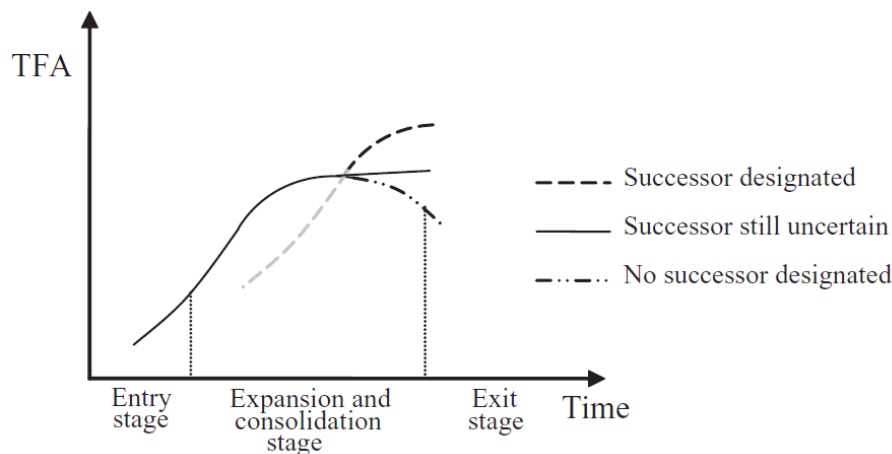 TFA
Successor designated
Successor still uncertain
No successor designated
Entry
stage
Expansion and
consolidation
stage
Exit
stage
Time